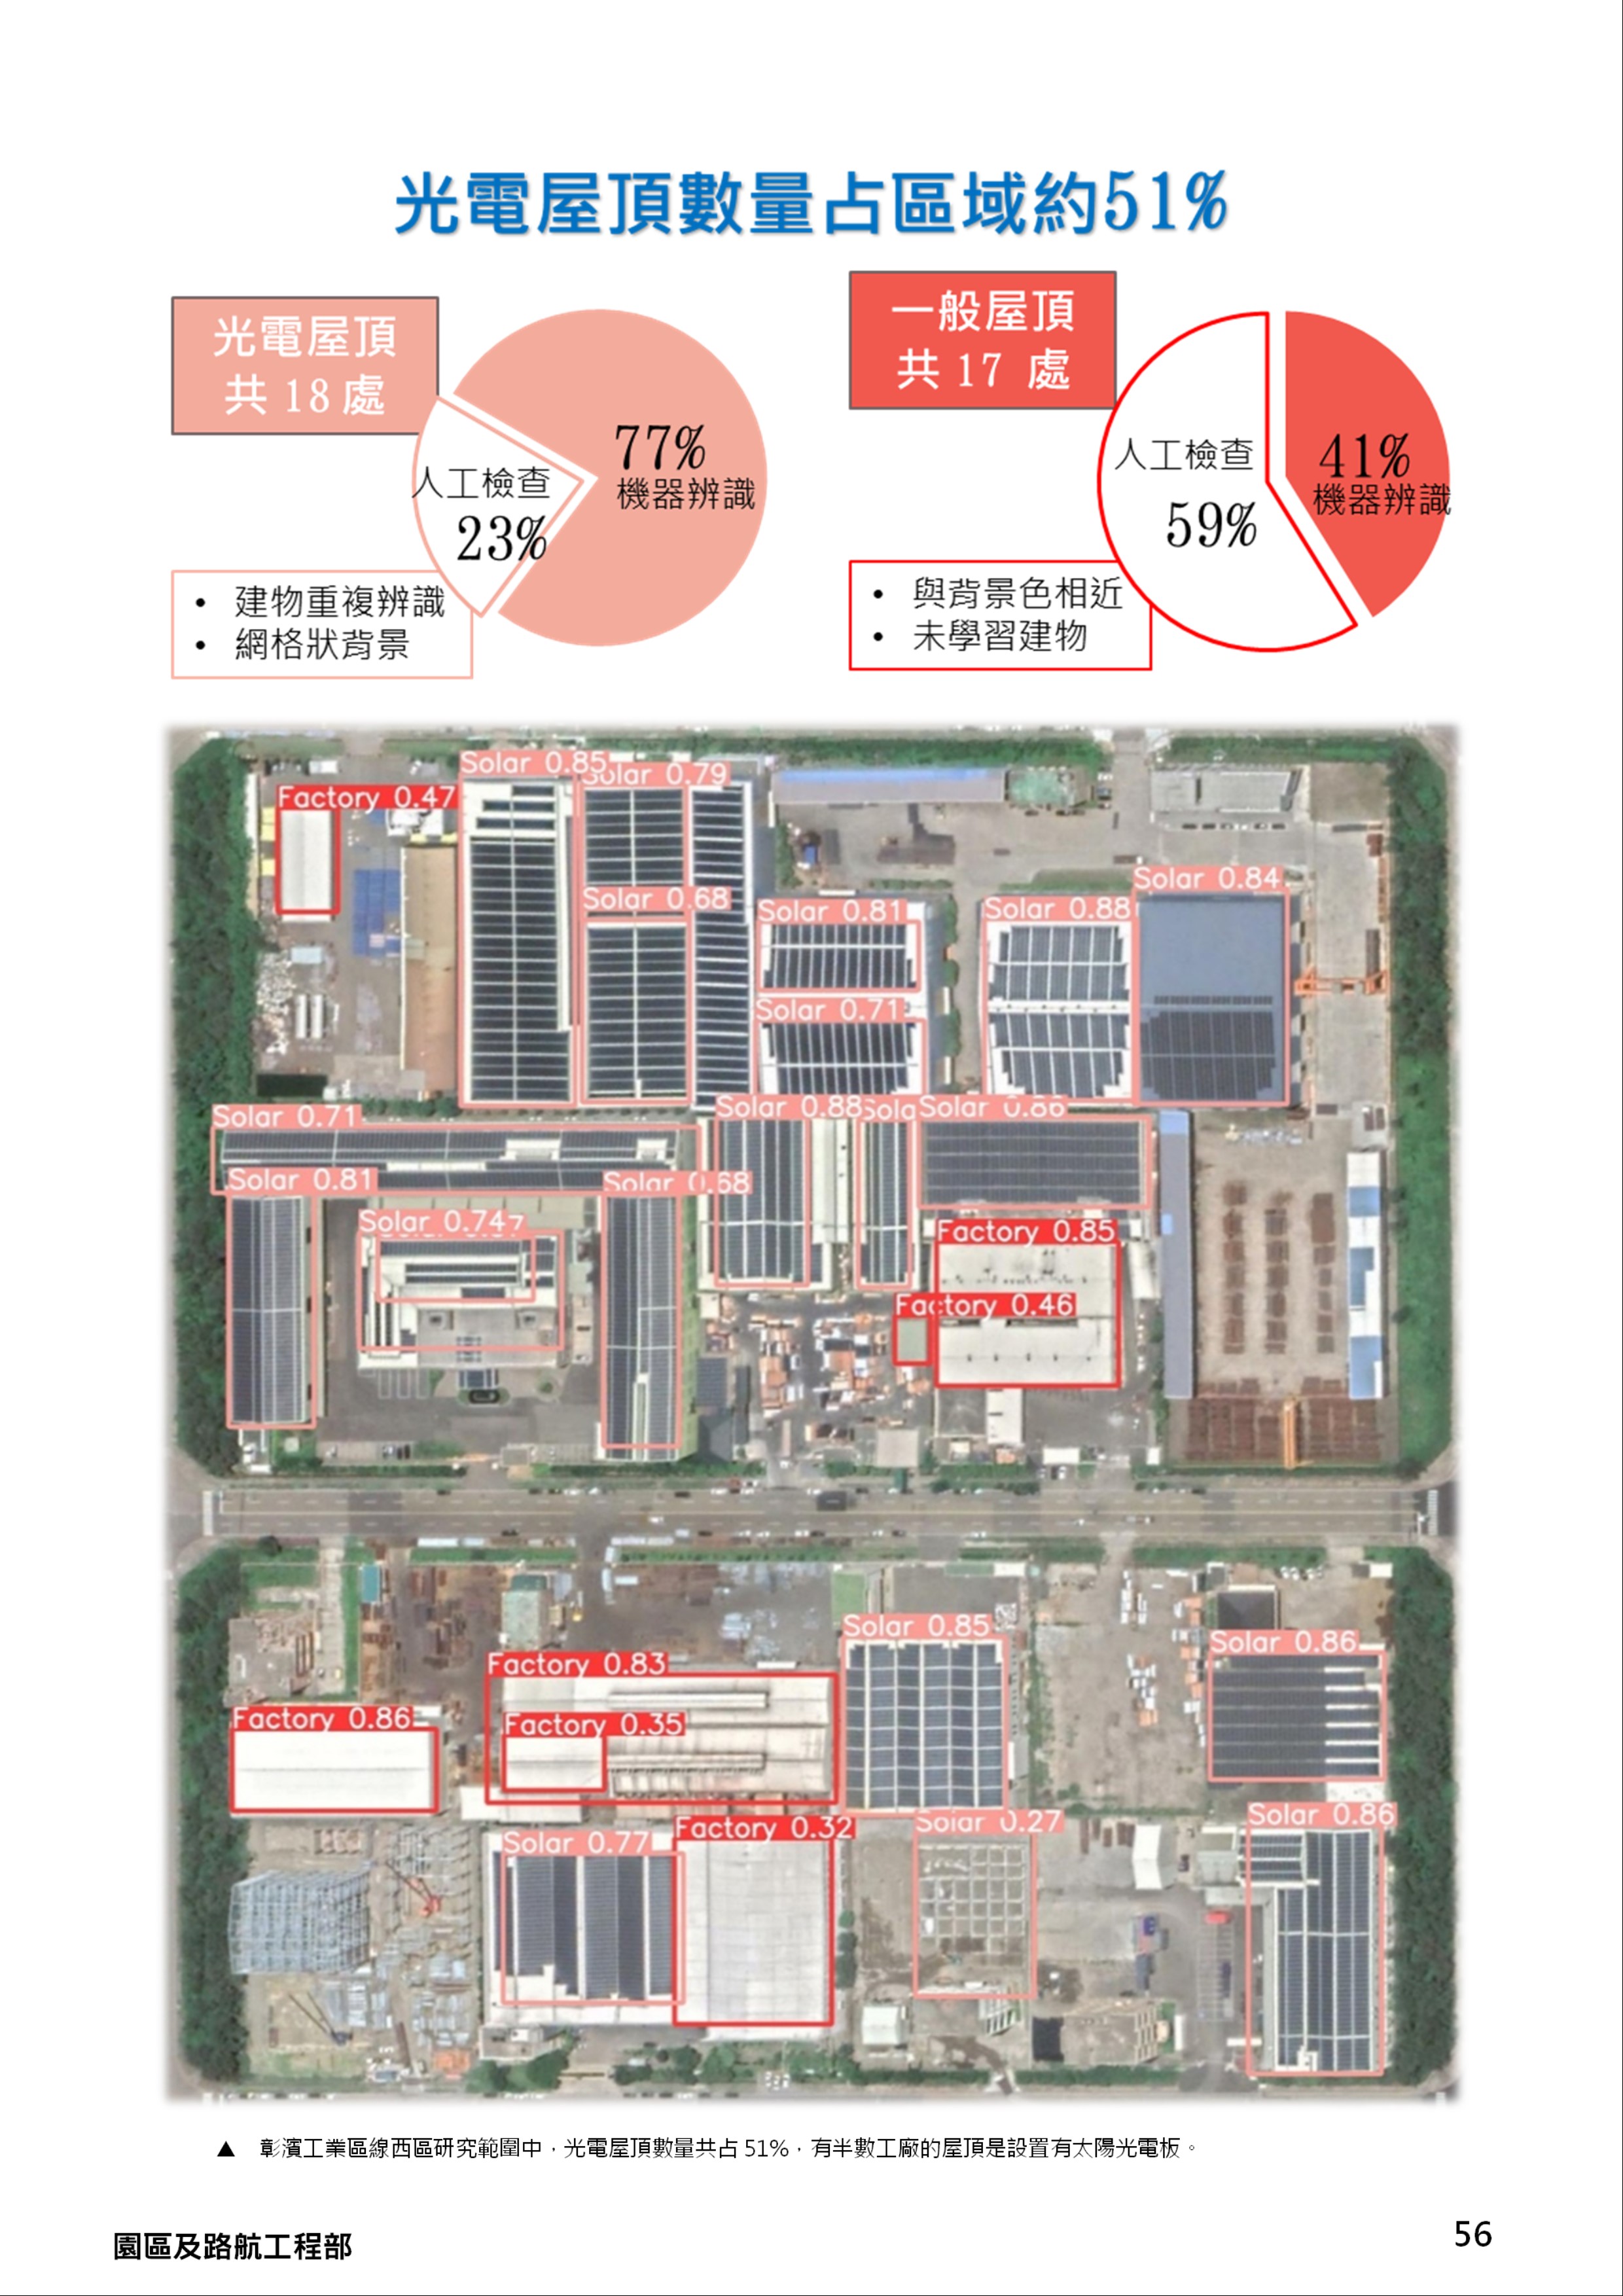 光電屋頂數量占區域約51%
光電屋頂
共18處
77%
機器辨識
人工檢查
23%
• 建物重複辨識
• 網格狀背景
一般屋頂
共17 處
人工檢查
59%
41%
機器辨識
• 與背景色相近
• 未學習建物
Solar 0.85
Solar 0.79
Factory 0.47
Solar 0.84
Solar 0.68
Solar 0.81
Solar 0.88
Solar 0.71
Solar 0.71
Solar 0.88
Sola
Solar 0.86
Solar 0.81
Solar 0.68
Solar 0.74
Factory 0.85
Factory 0.46
Solar 0.85
Solar 0.86
Factory 0.83
Factory 0.86
Factory 0.35
Solar 0.77
Factory 0.32
Solar 0.27
Solar 0.86
▲ 彰濱工業區線西區研究範圍中，光電屋頂數量共占 51%，有半數工廠的屋頂是設置有太陽光電板。
園區及路航工程部
56